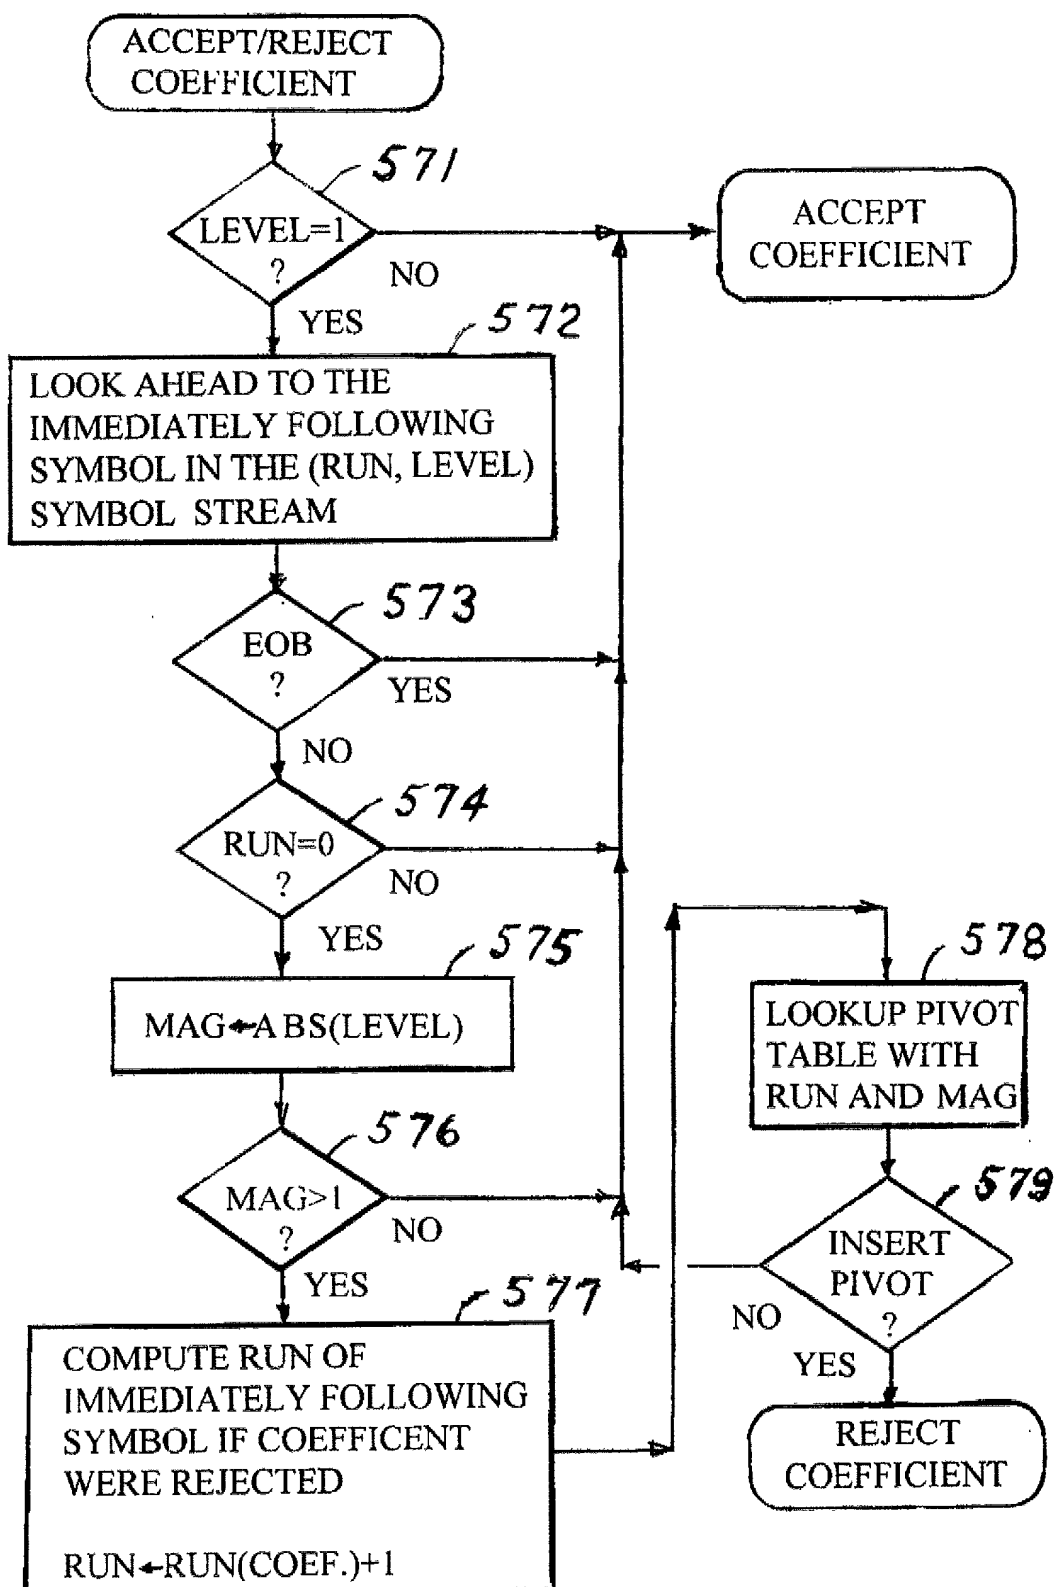 ACCEPT/REJECT
COEFFICIENT
571
LEVEL=1
?
NO
YES
ACCEPT
COEFFICIENT
572
LOOK AHEAD TO THE
IMMEDIATELY FOLLOWING
SYMBOL IN THE (RUN, LEVEL)
SYMBOL STREAM
573
EOB
?
YES
NO
574
RUN=0
?
NO
YES
575
MAG←ABS(LEVEL)
576
MAG>1
?
NO
YES
577
COMPUTE RUN OF
IMMEDIATELY FOLLOWING
SYMBOL IF COEFFICENT
WERE REJECTED
RUN←RUN(COEF.)+1
578
LOOKUP PIVOT
TABLE WITH
RUN AND MAG
579
INSERT
PIVOT
?
NO
YES
REJECT
COEFFICIENT